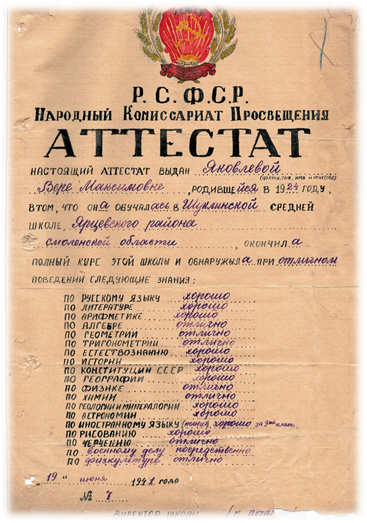 Р. С. Ф. С. Р.
НАРОДНЫЙ КОМИССАРИАТ ПРОСВЕЩЕНИЯ
АТТЕСТАТ
НАСТОЯЩИЙ АТТЕСТАТ ВЫДАН Яковлевой
(ФАМИЛИЯ, ИМЯ И ОТЧЕСТВО)
Вере Максимовне, РОДИВШЕЙСЯ В 1924 ГОДУ,
В ТОМ, ЧТО ОНА ОБУЧАЛАСЬ В Шуклинской СРЕДНЕЙ
ШКОЛЕ, Ярцевского района
смоленской области, ОКОНЧИЛА
ПОЛНЫЙ КУРС ЭТОЙ ШКОЛЫ И ОБНАРУЖЫЛА ПРИ отличном
ПОВЕДЕНИИ СЛЕДУЮЩИЕ ЗНАНИЯ:
ПО РУССКОМУ ЯЗЫКУ хорошо
ПО ЛИТЕРАТУРЕ хорошо
ПО АРИФМЕТИКЕ хорошо
ПО АЛГЕБРЕ отлично
ПО ГЕОМЕТРИИ отлично
ПО ТРИГОНОМЕТРИИ отлично
ПО ЕСТЕСТВОЗНАНИЮ хорошо
ПО ИСТОРИИ хорошо
ПО КОНСТИТУЦИИ СССР хорошо
ПО ГЕОГРАФИИ хорошо
ПО ФИЗИКЕ отлично
ПО ХИМИИ отлично
ПО ГЕОЛОГИИ И МИНЕРАЛОГИИ хорошо
ПО АСТРОНОМИИ хорошо
ПО ИНОСТРАННОМУ ЯЗЫКУ хорошо за 9ый класс.
ПО РИСОВАНИЮ хорошо
ПО ЧЕРЧЕНИЮ отлично
ПО военному делу посредственно
ПО физкультуре отлично
"19" июня 1941 ГОДА
№ 7
ДИРЕКТОР ШКОЛЫ